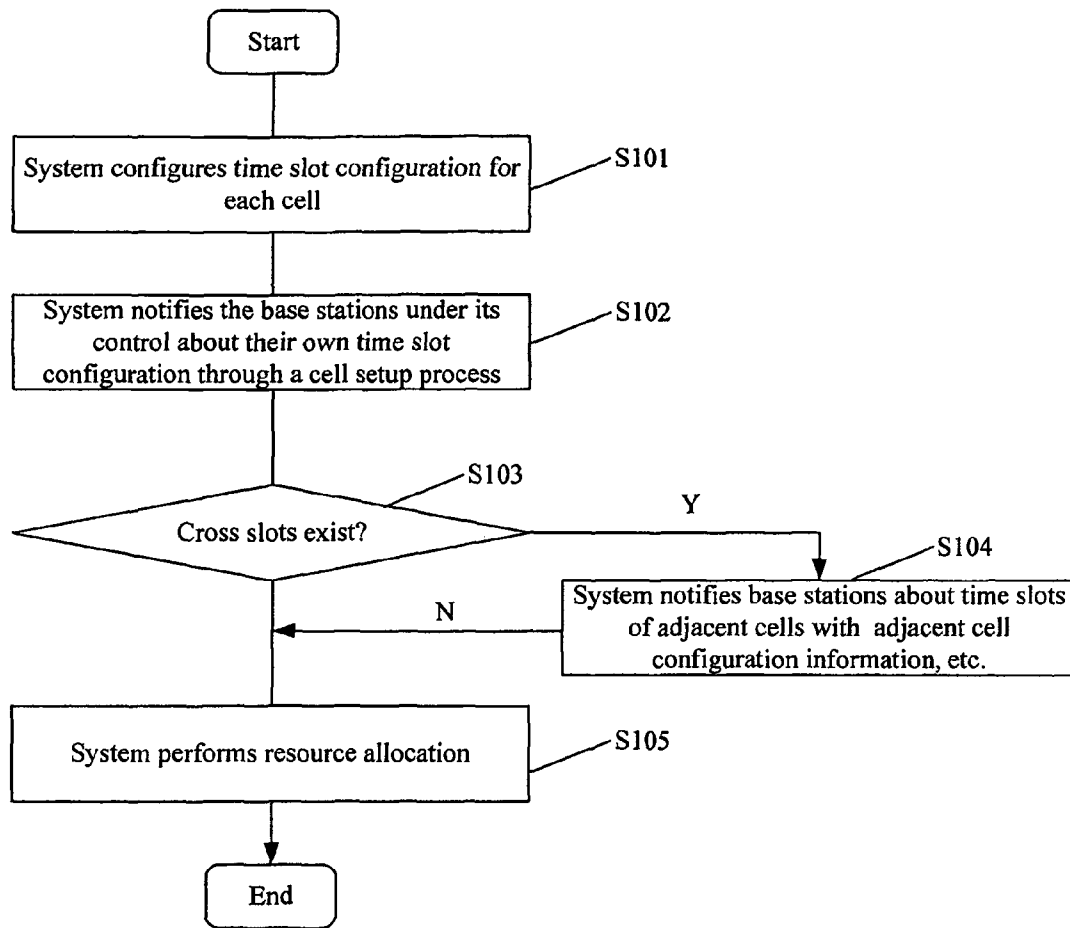 Start
System configures time slot configuration for
each cell
S101
System notifies the base stations under its
control about their own time slot
configuration through a cell setup process
S102
S103
Cross slots exist?
Y
S104
System notifies base stations about time slots
of adjacent cells with adjacent cell
configuration information, etc.
N
System performs resource allocation
S105
End